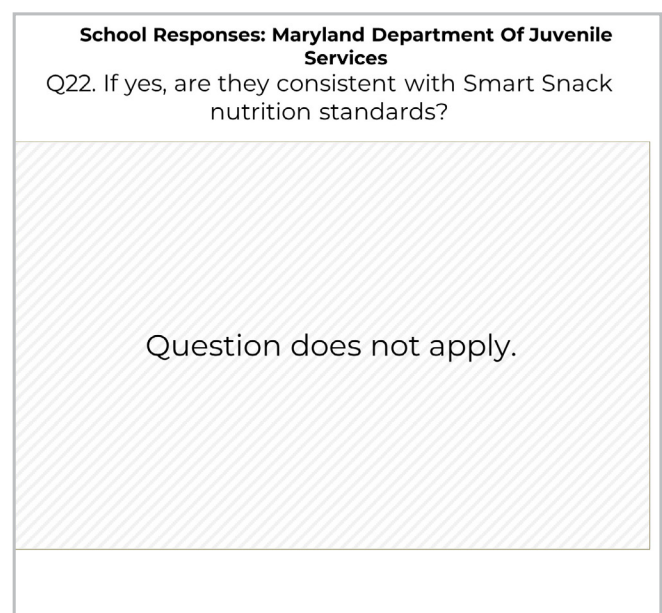 School Responses: Maryland Department Of Juvenile
Services
Q22. If yes, are they consistent with Smart Snack
nutrition standards?
Question does not apply.